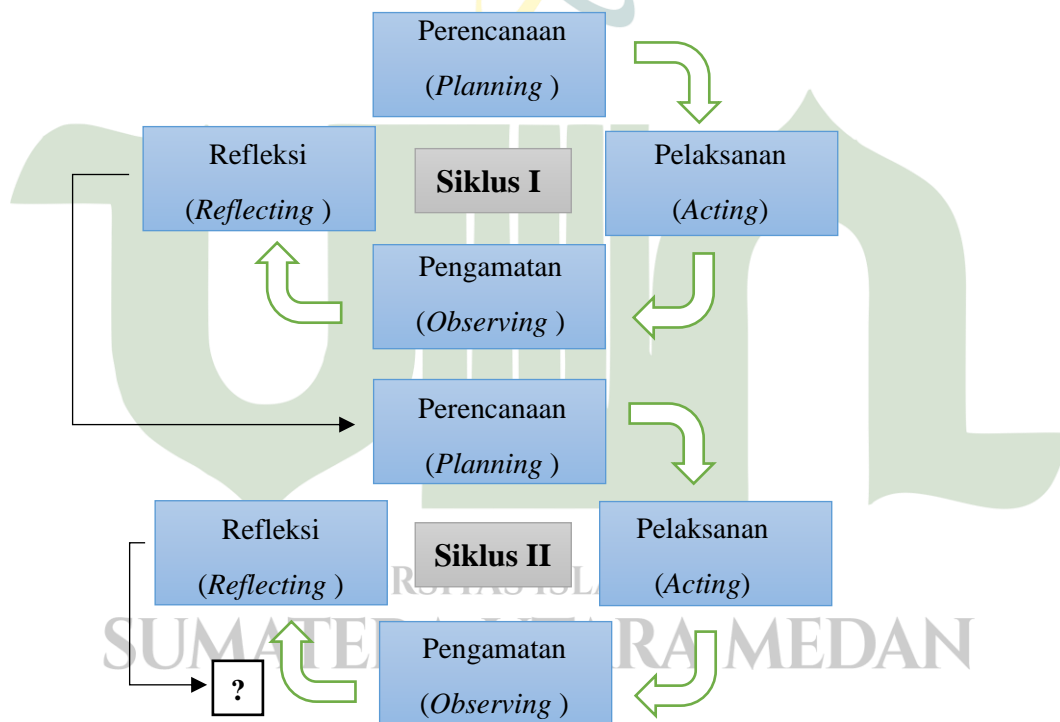 Perencanaan
(Planning )
Refleksi
(Reflecting )
Siklus I
Pelaksanan
(Acting)
Pengamatan
(Observing )
Perencanaan
(Planning )
Refleksi
(Reflecting )
Siklus II
Pelaksanan
(Acting)
Pengamatan
(Observing )
?
SUMATERA UTARA MEDAN